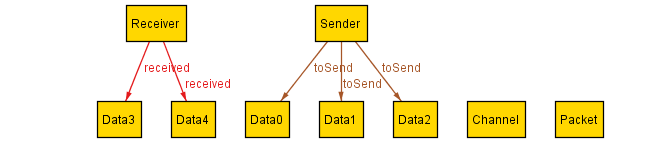 Receiver
Sender
received
toSend
toSend
received
toSend
Data3
Data4
Data0
Data1
Data2
Channel
Packet